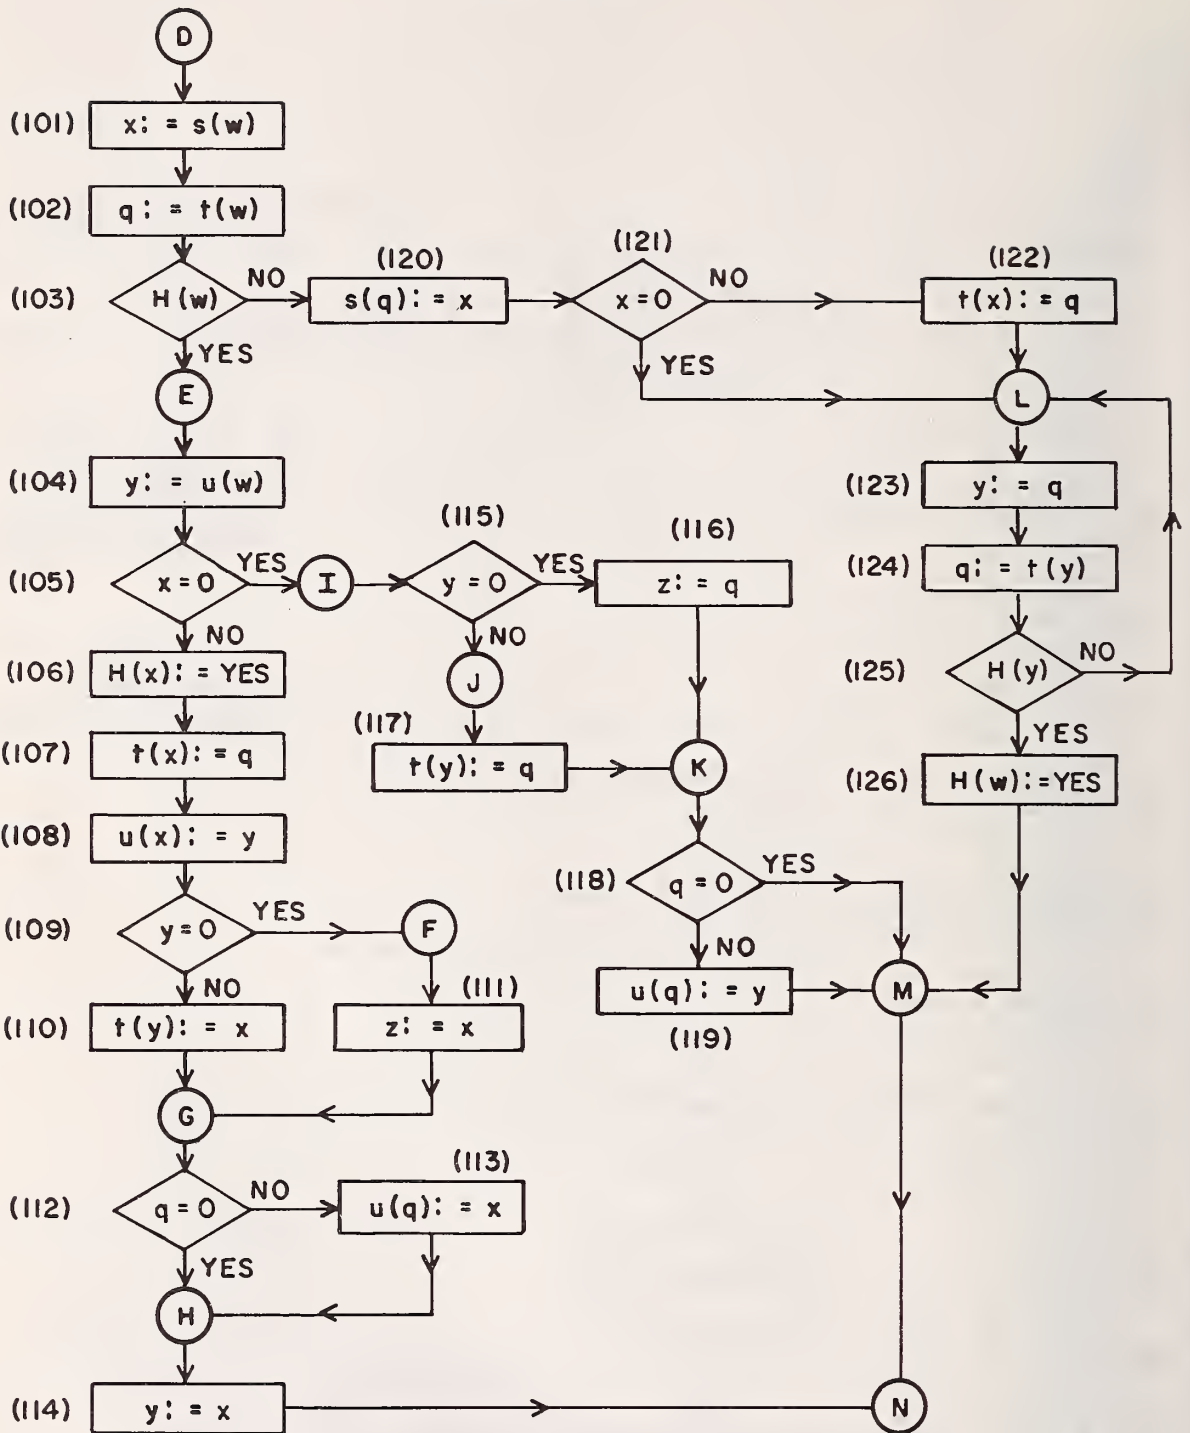 D
(101) x: = s(w)
(102) q: = t(w)
(103) H(w) NO
(120) s(q): = x
(121) x=0 NO
(122) t(x): = q
YES
YES
E
L
(104) y: = u(w)
(123) y: = q
(105) x=0 YES
I
(115) y=0 YES
(116) z: = q
(124) q: = t(y)
NO
NO
(106) H(x): = YES
J
(125) H(y) NO
YES
(107) t(x): = q
(117) t(y): = q
K
(126) H(w):=YES
(108) u(x): = y
(118) q=0 YES
(109) y=0 YES
F
NO
NO
(110) t(y): = x
(111) z: = x
u(q): = y
(119)
M
G
(112) q=0 NO
(113) u(q): = x
YES
H
(114) y: = x
N